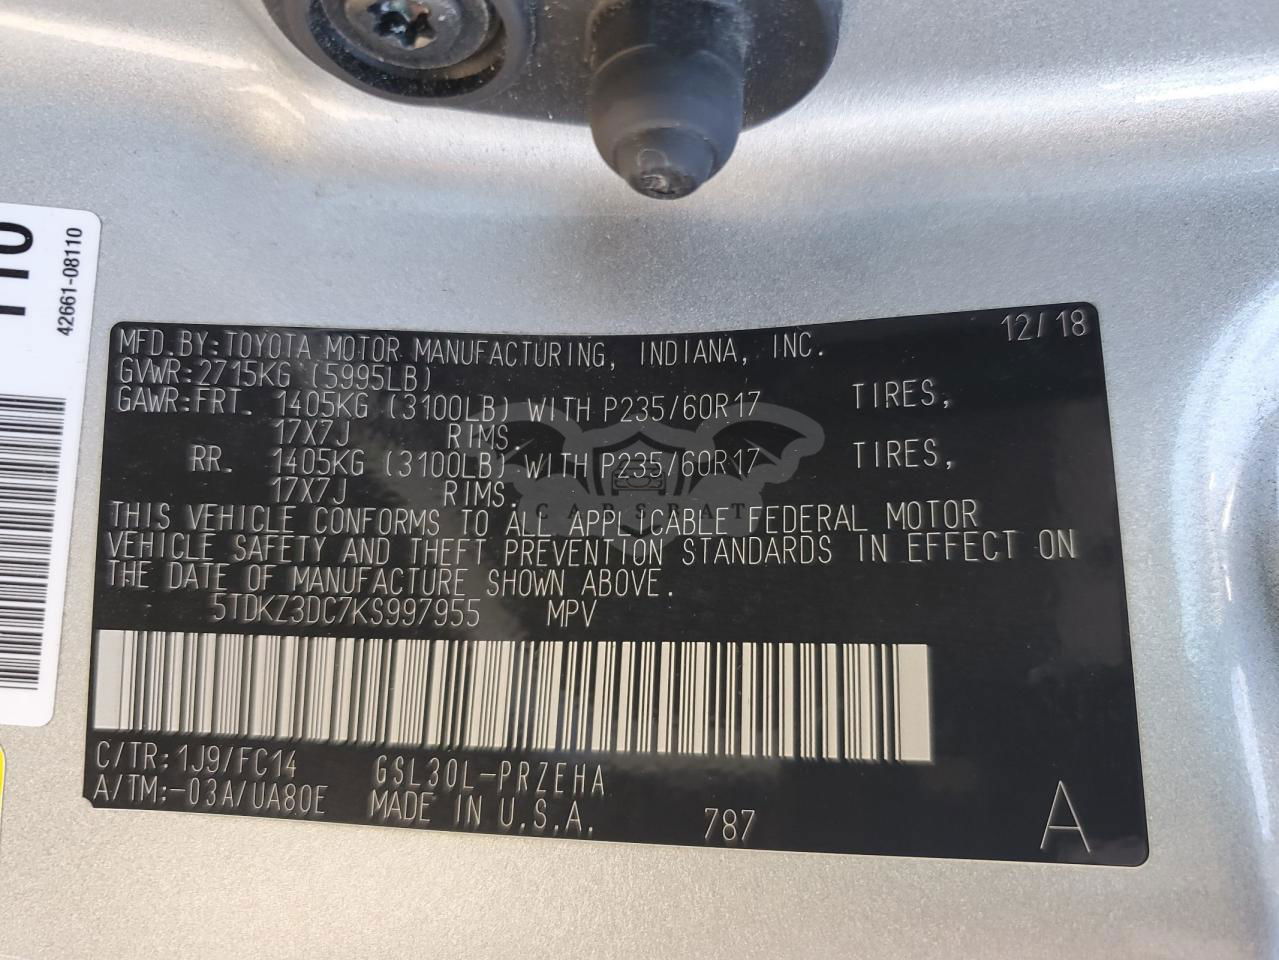 42661-08110
12/18
MFD.BY:TOYOTA MOTOR MANUFACTURING, INDIANA, INC.
GVWR:2715KG (5995LB)
GAWR:FRT. 1405KG (3100LB) WITH P235/60R17 TIRES,
17X7J RIMS.
RR. 1405KG (3100LB) WITH P235/60R17 TIRES,
17X7J RIMS.
CARSBAT
THIS VEHICLE CONFORMS TO ALL APPLICABLE FEDERAL MOTOR
VEHICLE SAFETY AND THEFT PREVENTION STANDARDS IN EFFECT ON
THE DATE OF MANUFACTURE SHOWN ABOVE.
5TDKZ3DC7KS997955 MPV
C/TR:1J9/FC14 GSL30L-PRZEHA
A/TM:-03A/UA80E MADE IN U.S.A. 787 A